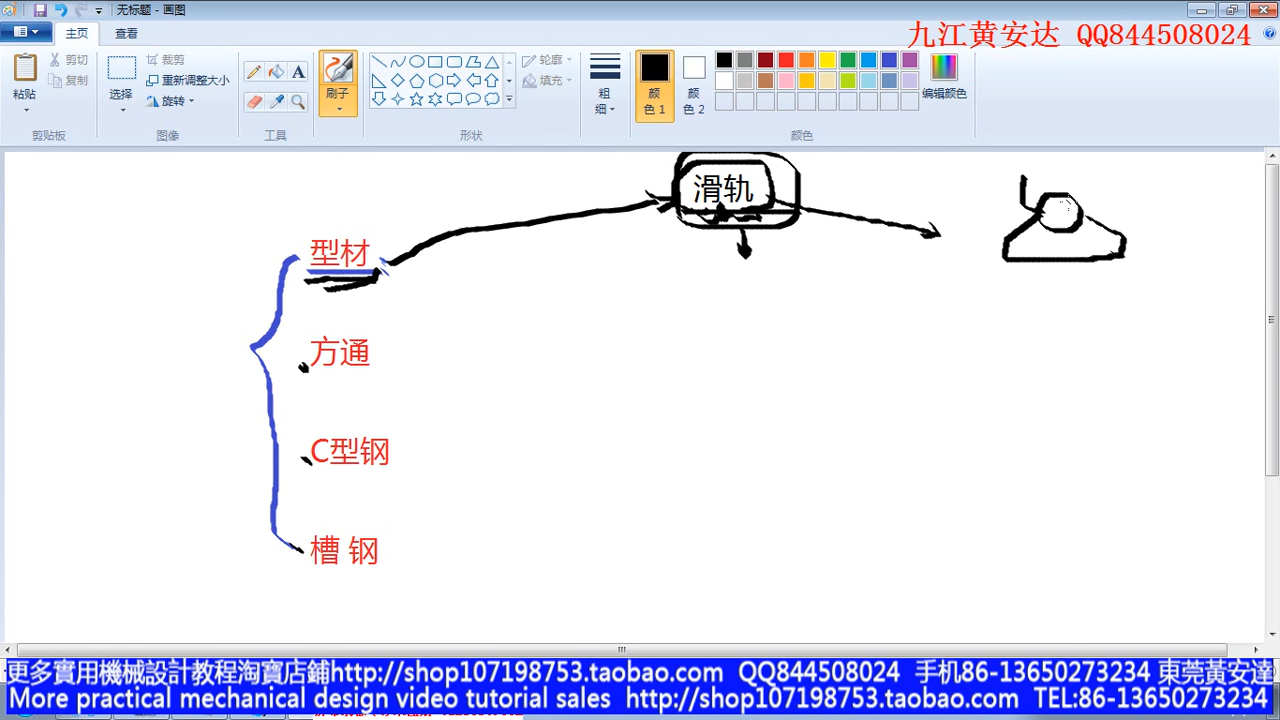 无标题 - 画图
主页
查看
九江黄安达 QQ844508024
粘贴
剪切
复制
选择
裁剪
重新调整大小
旋转
刷子
轮廓
填充
粗
细
颜
色 1
颜
色 2
编辑颜色
剪贴板
图像
工具
形状
颜色
滑轨
型材
方通
C型钢
槽 钢
更多實用機械設計教程淘寶店鋪http://shop107198753.taobao.com QQ844508024 手机86-13650273234 東莞黃安達
More practical mechanical design video tutorial sales http://shop107198753.taobao.com TEL:86-13650273234